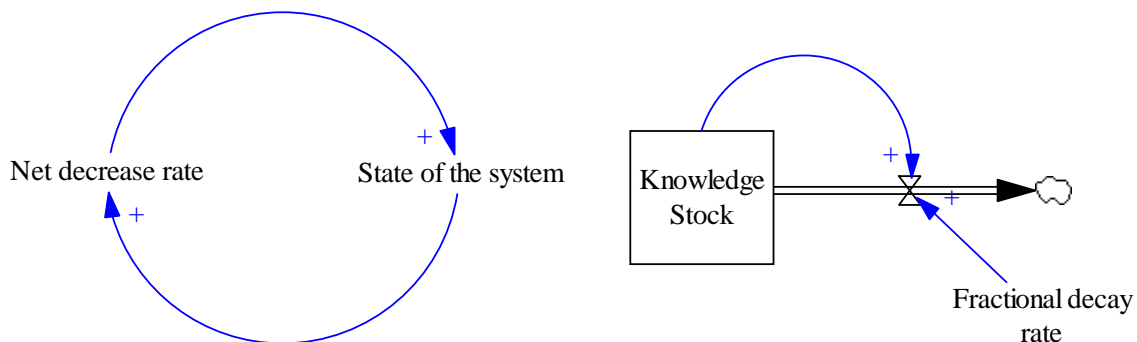 +
Net decrease rate
State of the system
+
+
Knowledge
Stock
+
Fractional decay
rate
+